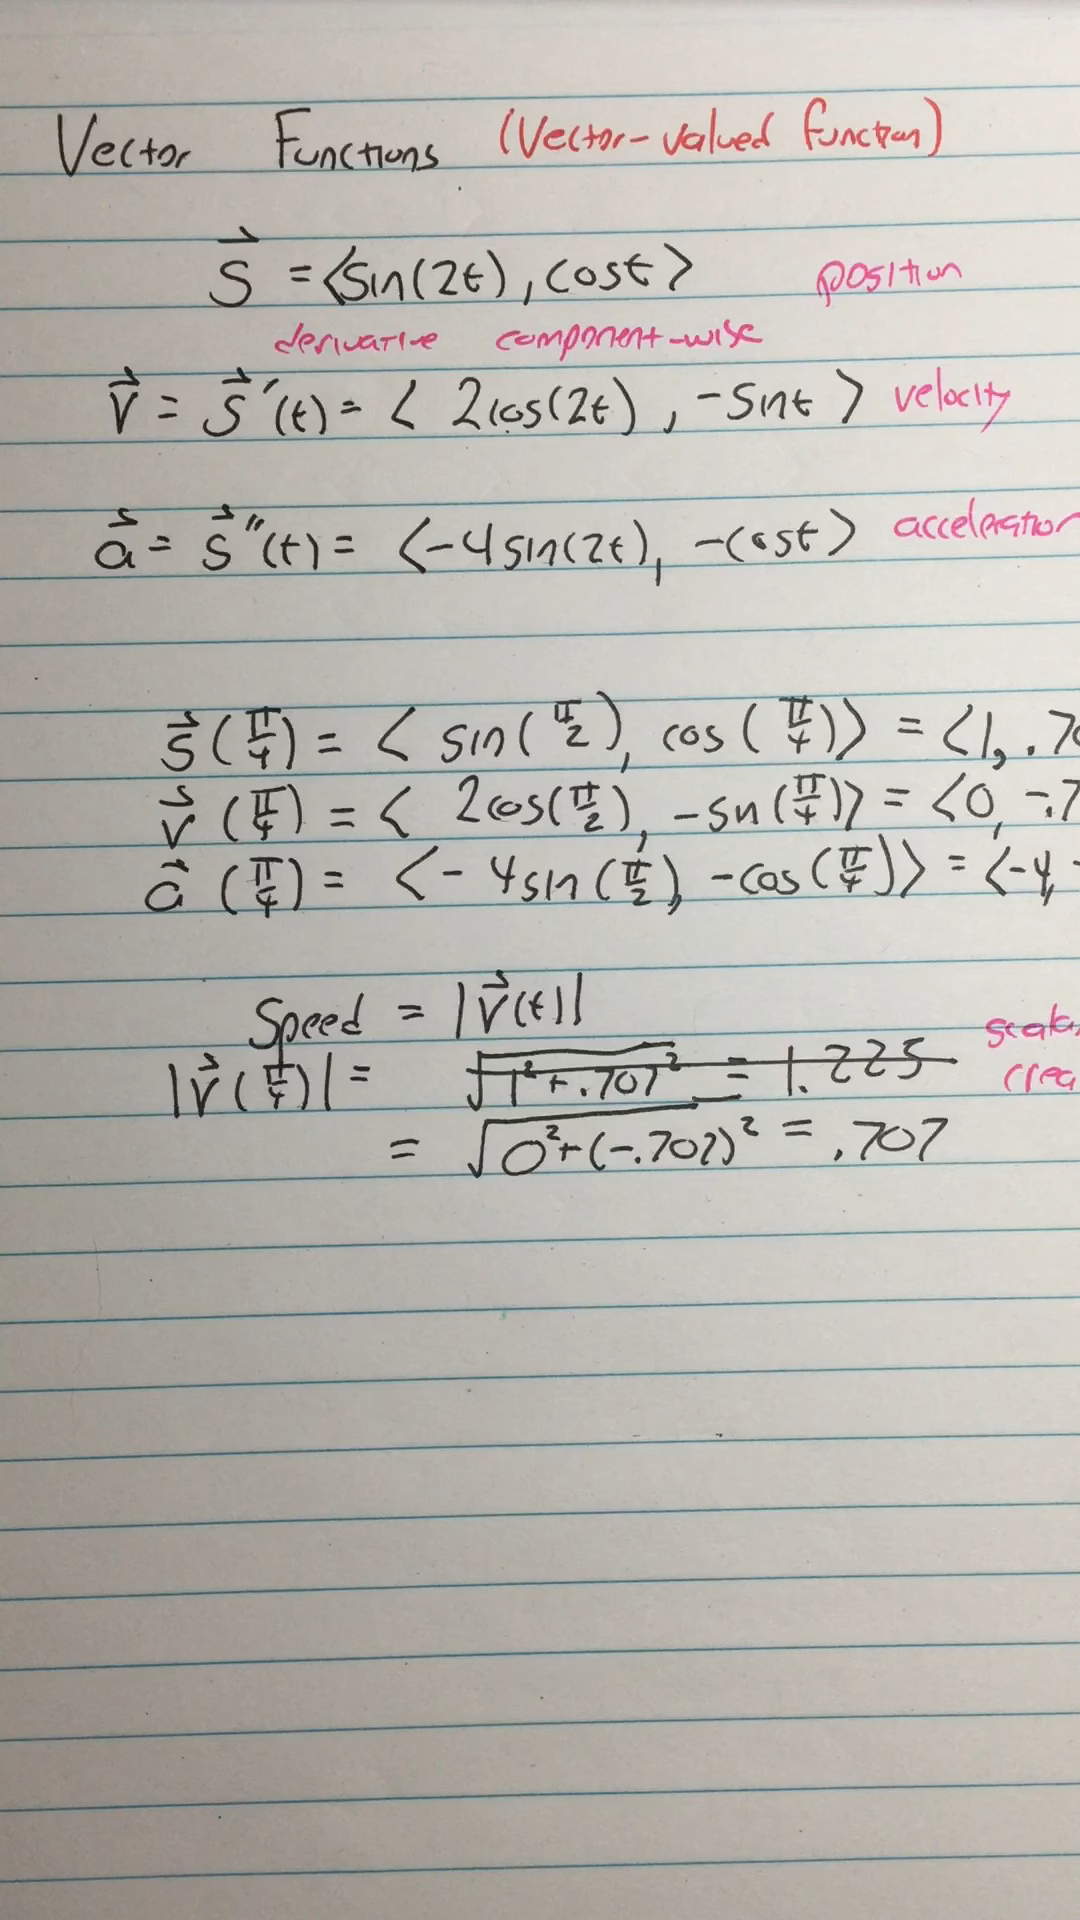 Vector Functions (Vector-valued function)
s⃗ = <sin(2t), cost> position
derivative component-wise
v⃗ = s⃗'(t) = < 2cos(2t), -sint > velocity
a⃗ = s⃗''(t) = <-4sin(2t), -cost> acceleration
s⃗(π/4) = < sin(π/2), cos(π/4)> = <1, .70
v⃗(π/4) = < 2cos(π/2), -sin(π/4)> = <0, -.7
a⃗(π/4) = <-4sin(π/2), -cos(π/4)> = <-4, -
Speed = |v⃗(t)|
|v⃗(π/4)| = √1²+.707² = 1.225
= √0²+(-.707)² = .707